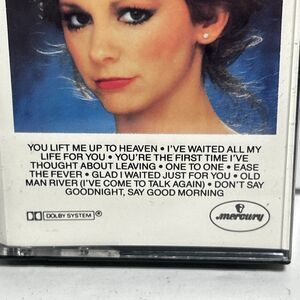 YOU LIFT ME UP TO HEAVEN • I'VE WAITED ALL MY
LIFE FOR YOU • YOU'RE THE FIRST TIME I'VE
THOUGHT ABOUT LEAVING • ONE TO ONE • EASE
THE FEVER • GLAD I WAITED JUST FOR YOU • OLD
MAN RIVER (I'VE COME TO TALK AGAIN) • DON'T SAY
GOODNIGHT, SAY GOOD MORNING
DOLBY SYSTEM ®
mercury